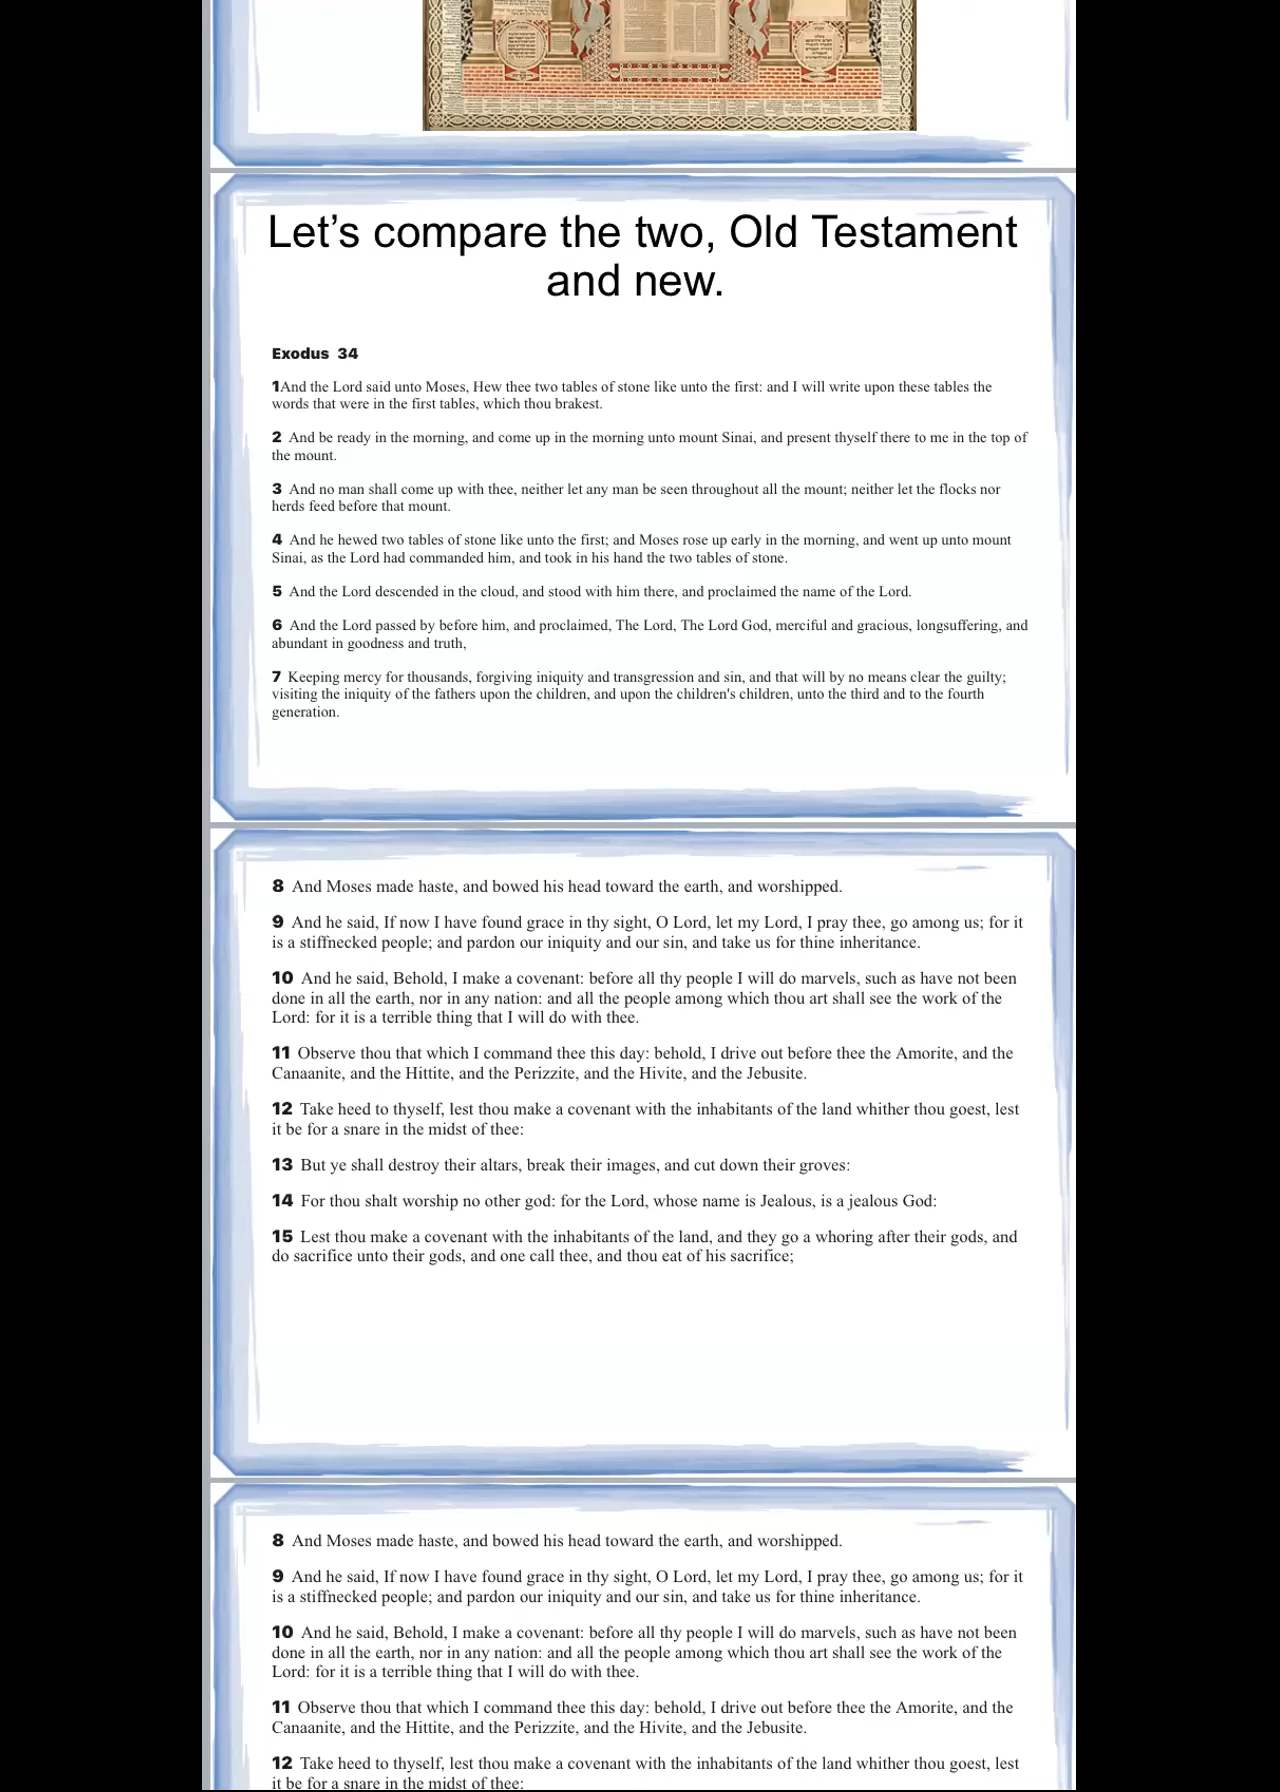 Let’s compare the two, Old Testament
and new.
Exodus 34
1And the Lord said unto Moses, Hew thee two tables of stone like unto the first: and I will write upon these tables the
words that were in the first tables, which thou brakest.
2 And be ready in the morning, and come up in the morning unto mount Sinai, and present thyself there to me in the top of
the mount.
3 And no man shall come up with thee, neither let any man be seen throughout all the mount; neither let the flocks nor
herds feed before that mount.
4 And he hewed two tables of stone like unto the first; and Moses rose up early in the morning, and went up unto mount
Sinai, as the Lord had commanded him, and took in his hand the two tables of stone.
5 And the Lord descended in the cloud, and stood with him there, and proclaimed the name of the Lord.
6 And the Lord passed by before him, and proclaimed, The Lord, The Lord God, merciful and gracious, longsuffering, and
abundant in goodness and truth,
7 Keeping mercy for thousands, forgiving iniquity and transgression and sin, and that will by no means clear the guilty;
visiting the iniquity of the fathers upon the children, and upon the children's children, unto the third and to the fourth
generation.
8 And Moses made haste, and bowed his head toward the earth, and worshipped.
9 And he said, If now I have found grace in thy sight, O Lord, let my Lord, I pray thee, go among us; for it
is a stiffnecked people; and pardon our iniquity and our sin, and take us for thine inheritance.
10 And he said, Behold, I make a covenant: before all thy people I will do marvels, such as have not been
done in all the earth, nor in any nation: and all the people among which thou art shall see the work of the
Lord: for it is a terrible thing that I will do with thee.
11 Observe thou that which I command thee this day: behold, I drive out before thee the Amorite, and the
Canaanite, and the Hittite, and the Perizzite, and the Hivite, and the Jebusite.
12 Take heed to thyself, lest thou make a covenant with the inhabitants of the land whither thou goest, lest
it be for a snare in the midst of thee:
13 But ye shall destroy their altars, break their images, and cut down their groves:
14 For thou shalt worship no other god: for the Lord, whose name is Jealous, is a jealous God:
15 Lest thou make a covenant with the inhabitants of the land, and they go a whoring after their gods, and
do sacrifice unto their gods, and one call thee, and thou eat of his sacrifice;
8 And Moses made haste, and bowed his head toward the earth, and worshipped.
9 And he said, If now I have found grace in thy sight, O Lord, let my Lord, I pray thee, go among us; for it
is a stiffnecked people; and pardon our iniquity and our sin, and take us for thine inheritance.
10 And he said, Behold, I make a covenant: before all thy people I will do marvels, such as have not been
done in all the earth, nor in any nation: and all the people among which thou art shall see the work of the
Lord: for it is a terrible thing that I will do with thee.
11 Observe thou that which I command thee this day: behold, I drive out before thee the Amorite, and the
Canaanite, and the Hittite, and the Perizzite, and the Hivite, and the Jebusite.
12 Take heed to thyself, lest thou make a covenant with the inhabitants of the land whither thou goest, lest
it be for a snare in the midst of thee: